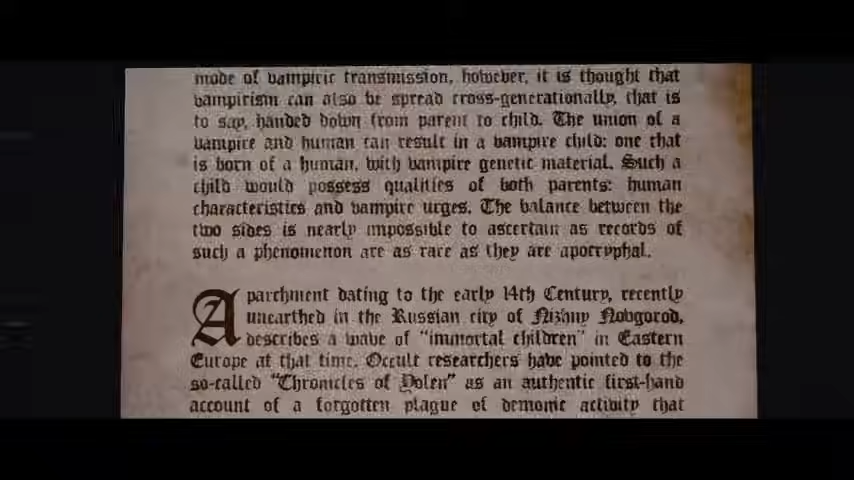 mode of vampiric transmission, however, it is thought that
vampirism can also be spread cross-generationally, that is
to say, handed down from parent to child. The union of a
vampire and human can result in a vampire child: one that
is born of a human, with vampire genetic material. Such a
child would possess qualities of both parents: human
characteristics and vampire urges. The balance between the
two sides is nearly impossible to ascertain as records of
such a phenomenon are as rare as they are apocryphal.
A parchment dating to the early 14th Century, recently
unearthed in the Russian city of Nizhny Novgorod,
describes a wave of "immortal children" in Eastern
Europe at that time. Occult researchers have pointed to the
so-called "Chronicles of Yolen" as an authentic first-hand
account of a forgotten plague of demonic activity that